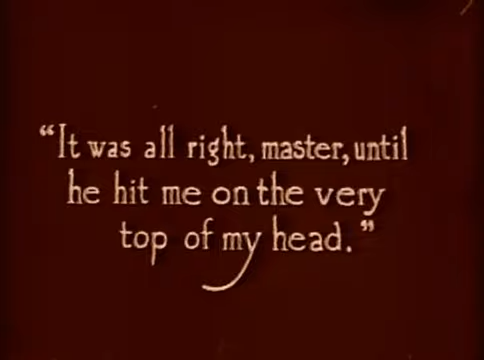 “It was all right, master, until
he hit me on the very
top of my head.”